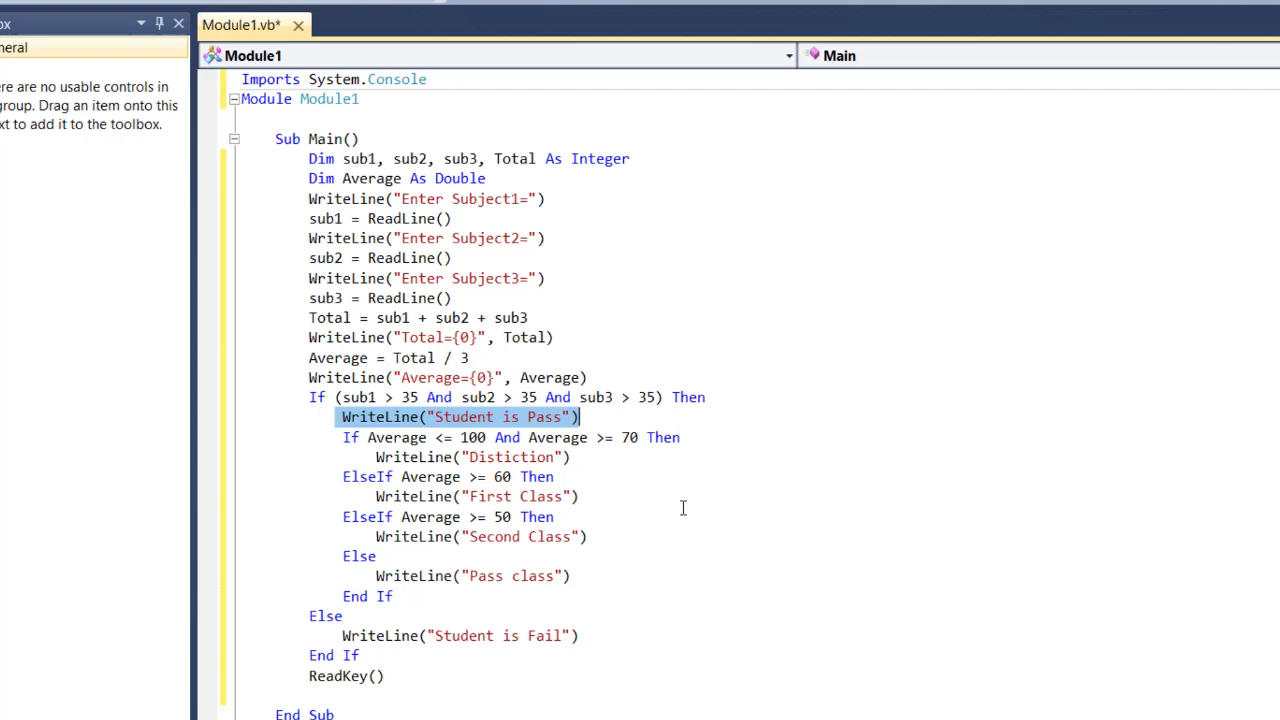 ox
Module1.vb*
neral
ere are no usable controls in
group. Drag an item onto this
xt to add it to the toolbox.
Module1
Main
Imports System.Console
Module Module1
Sub Main()
Dim sub1, sub2, sub3, Total As Integer
Dim Average As Double
WriteLine("Enter Subject1=")
sub1 = ReadLine()
WriteLine("Enter Subject2=")
sub2 = ReadLine()
WriteLine("Enter Subject3=")
sub3 = ReadLine()
Total = sub1 + sub2 + sub3
WriteLine("Total={0}", Total)
Average = Total / 3
WriteLine("Average={0}", Average)
If (sub1 > 35 And sub2 > 35 And sub3 > 35) Then
WriteLine("Student is Pass")
If Average <= 100 And Average >= 70 Then
WriteLine("Distiction")
ElseIf Average >= 60 Then
WriteLine("First Class")
ElseIf Average >= 50 Then
WriteLine("Second Class")
Else
WriteLine("Pass class")
End If
Else
WriteLine("Student is Fail")
End If
ReadKey()
End Sub